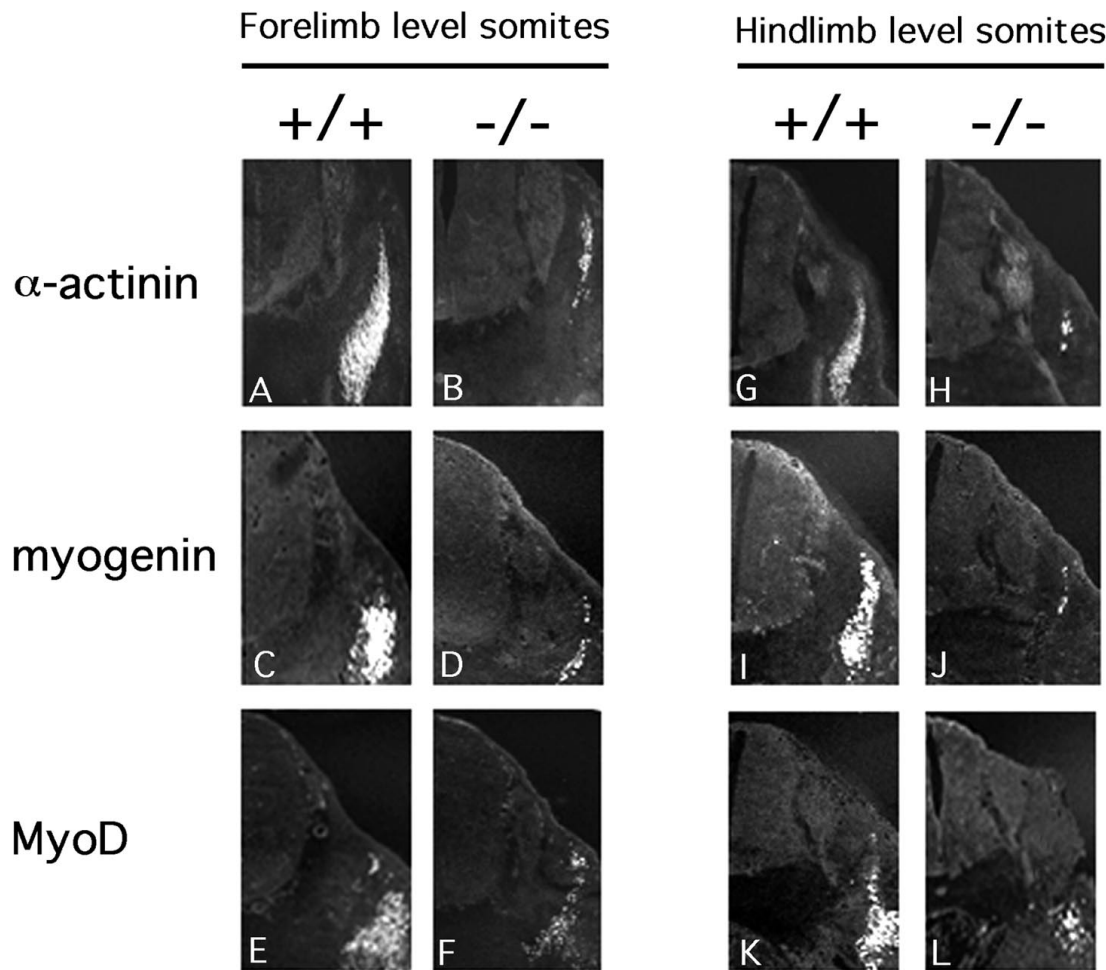 Forelimb level somites
Hindlimb level somites
+/+ -/- +/+ -/-
α-actinin
A B G H
myogenin
C D I J
MyoD
E F K L